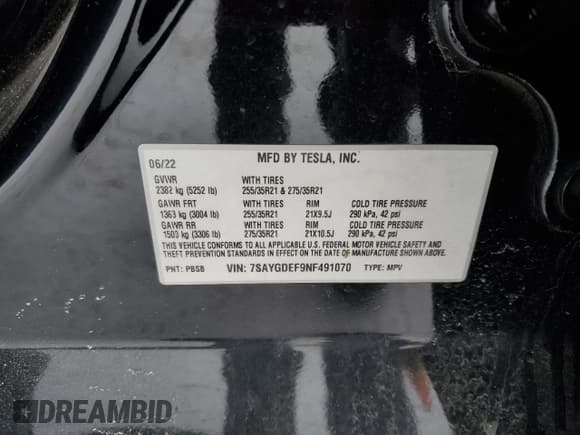 06/22 MFD BY TESLA, INC.
GVWR WITH TIRES
2382 kg (5252 lb) 255/35R21 & 275/35R21
GAWR FRT WITH TIRES RIM COLD TIRE PRESSURE
1363 kg (3004 lb) 255/35R21 21X9.5J 290 kPa, 42 psi
GAWR RR WITH TIRES RIM COLD TIRE PRESSURE
1500 kg (3306 lb) 275/35R21 21X10.5J 290 kPa, 42 psi
THIS VEHICLE CONFORMS TO ALL APPLICABLE U.S. FEDERAL MOTOR VEHICLE SAFETY AND
THEFT PREVENTION STANDARDS IN EFFECT ON THE DATE OF MANUFACTURE SHOWN ABOVE.
PNT: PBSB VIN: 7SAYGDEF9NF491070 TYPE: MPV
DREAMBID